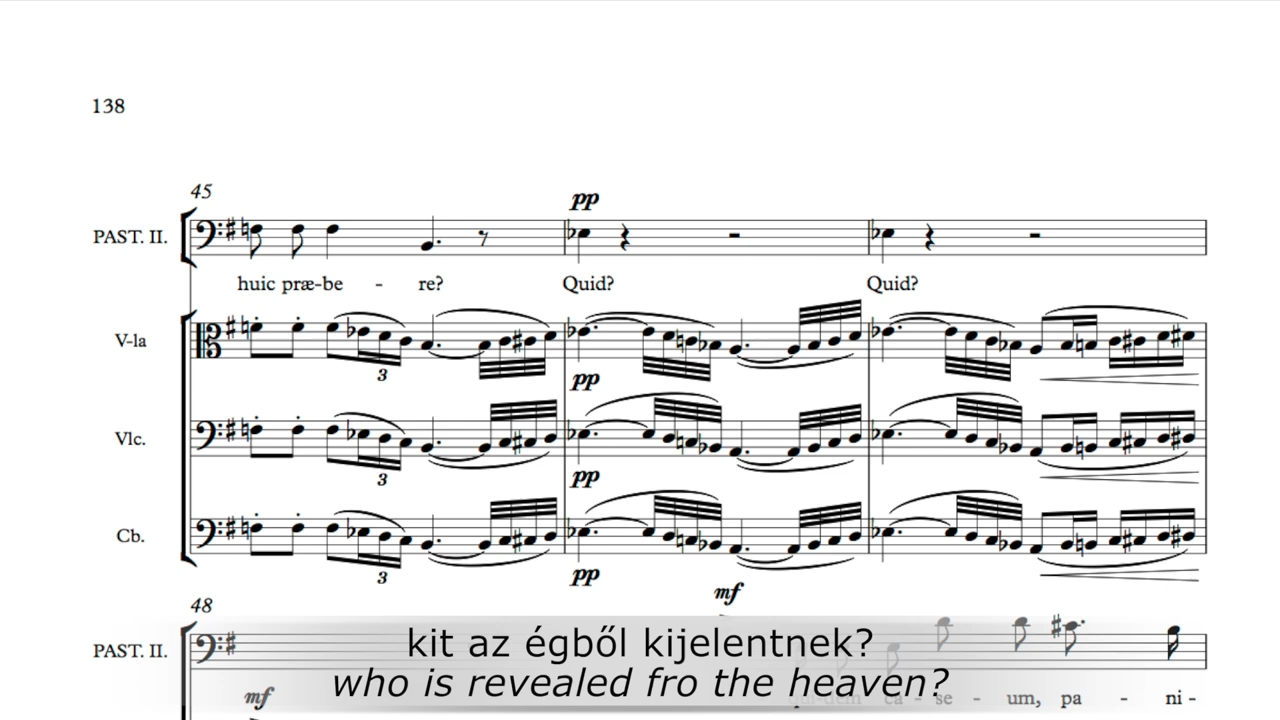 138
45
pp
PAST. II.
huic præ-be - re? Quid? Quid?
V-la
3
pp
Vlc.
3
pp
Cb.
3
pp
mf
48
PAST. II.
kit az égből kijelentnek?
mf
who is revealed fro the heaven?
se - um, pa - ni -